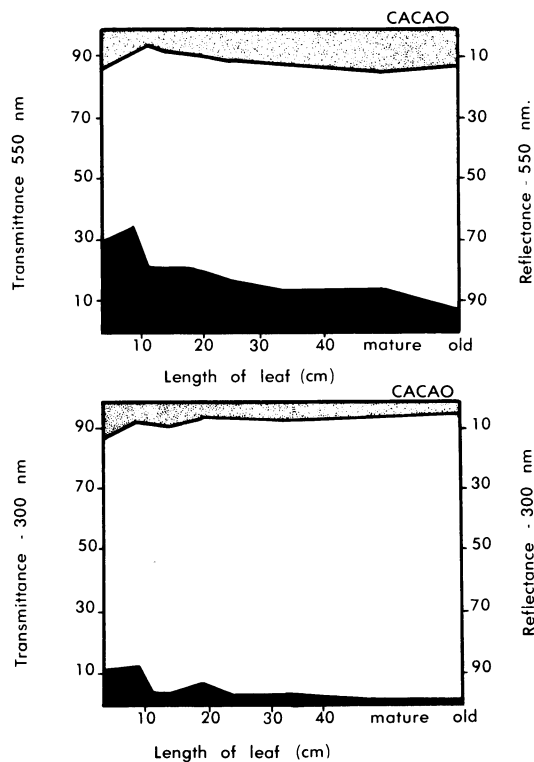 CACAO
Transmittance 550 nm
90
70
50
30
10
10
30
50
70
90
Reflectance - 550 nm.
10 20 30 40 mature old
Length of leaf (cm)
CACAO
Transmittance - 300 nm
90
70
50
30
10
10
30
50
70
90
Reflectance - 300 nm
10 20 30 40 mature old
Length of leaf (cm)